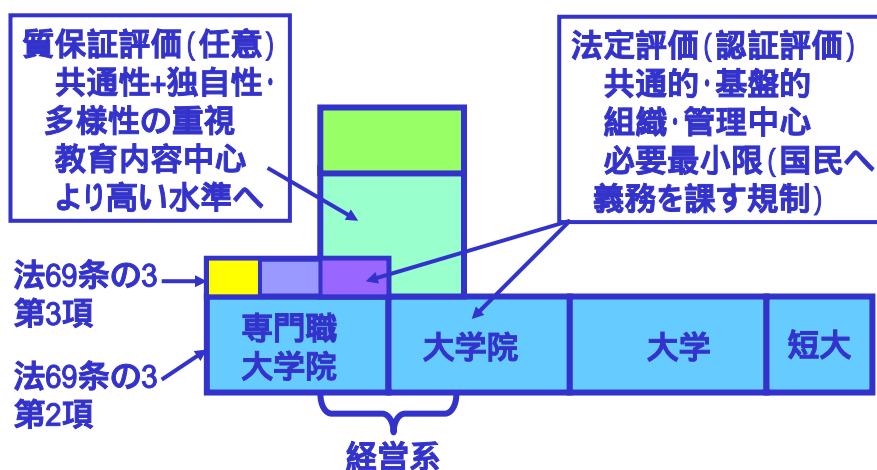 質保証評価(任意)
共通性+独自性・
多様性の重視
教育内容中心
より高い水準へ
法定評価(認証評価)
共通的・基盤的
組織・管理中心
必要最小限(国民へ
義務を課す規制)
法69条の3
第3項
法69条の3
第2項
専門職
大学院
大学院
大学
短大
経営系